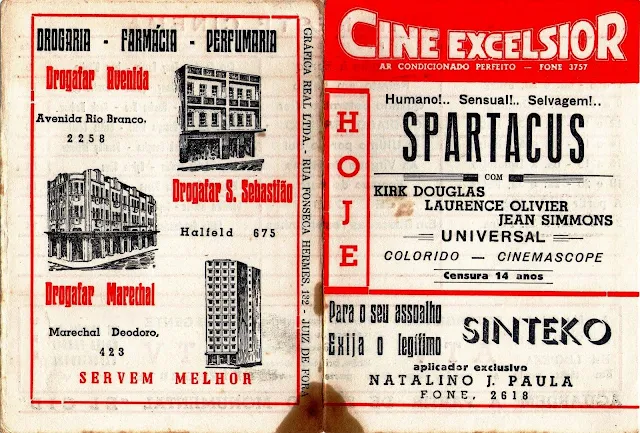 DROGARIA - FARMÁCIA - PERFUMARIA
Drogafar Avenida
Avenida Rio Branco,
2258
Drogafar S. Sebastião
Halfeld 675
Drogafar Marechal
Marechal Deodoro,
423
SERVEM MELHOR
GRÁFICA REAL LTDA. - RUA FONSECA HERMES, 132 - JUIZ DE FORA
CINE EXCELSIOR
AR CONDICIONADO PERFEITO — FONE 3757
HOJE
Humano!.. Sensual!.. Selvagem!..
SPARTACUS
COM
KIRK DOUGLAS
LAURENCE OLIVIER
JEAN SIMMONS
UNIVERSAL
COLORIDO — CINEMASCOPE
Censura 14 anos
Para o seu assoalho
Exija o legítimo
SINTEKO
aplicador exclusivo
NATALINO J. PAULA
FONE, 2618